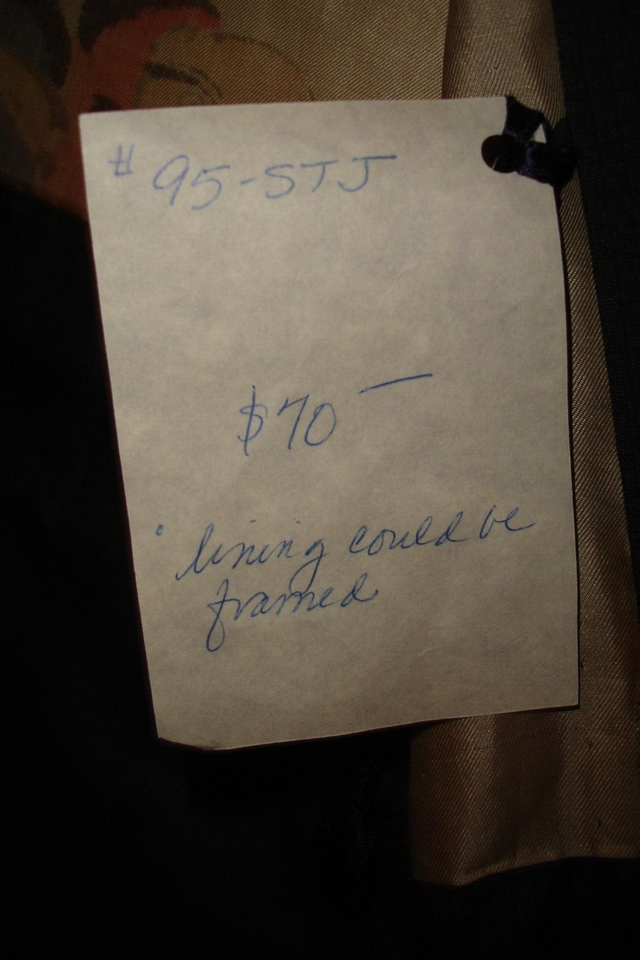 # 95-STJ
$70 —
° lining could be
framed